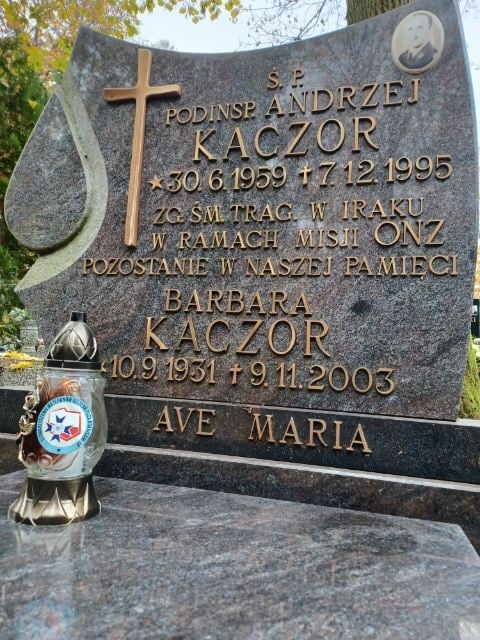 Ś.P.
PODINSP. ANDRZEJ
KACZOR
30.6.1959 † 7.12.1995
ZG. ŚM. TRAG. W IRAKU
W RAMACH MISJI ONZ
POZOSTANIE W NASZEJ PAMIĘCI
BARBARA
KACZOR
10.9.1931 † 9.11.2003
AVE MARIA